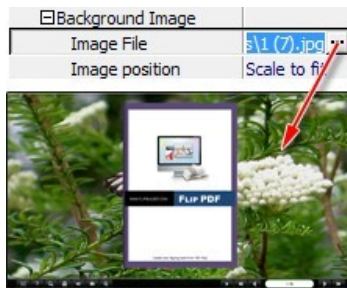 Background Image
Image File s\1 (7).jpg ...
Image position Scale to fit
FLIP PDF